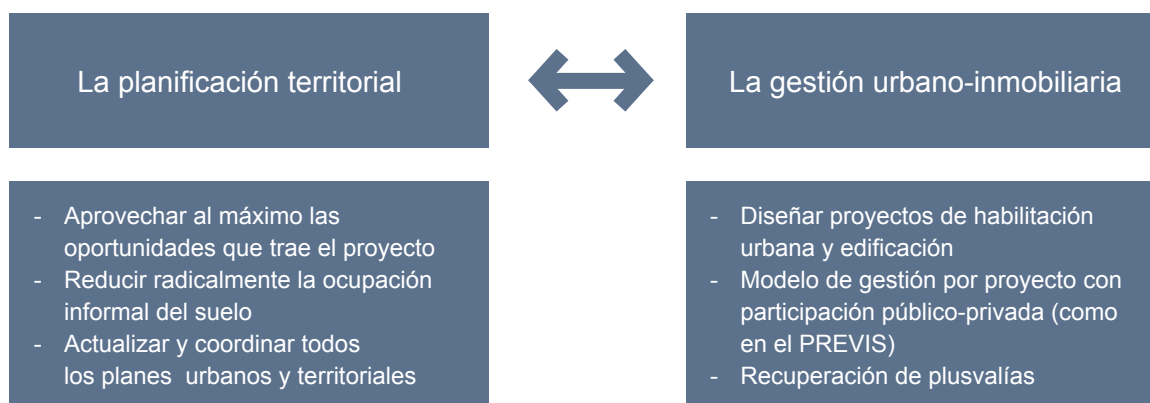 La planificación territorial
La gestión urbano-inmobiliaria
- Aprovechar al máximo las
oportunidades que trae el proyecto
- Reducir radicalmente la ocupación
informal del suelo
- Actualizar y coordinar todos
los planes urbanos y territoriales
- Diseñar proyectos de habilitación
urbana y edificación
- Modelo de gestión por proyecto con
participación público-privada (como
en el PREVIS)
- Recuperación de plusvalías